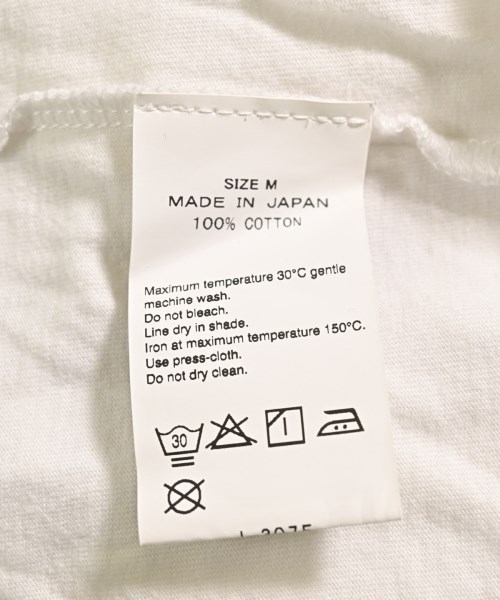 SIZE M
MADE IN JAPAN
100% COTTON
Maximum temperature 30°C gentle
machine wash.
Do not bleach.
Line dry in shade.
Iron at maximum temperature 150°C.
Use press-cloth.
Do not dry clean.
30